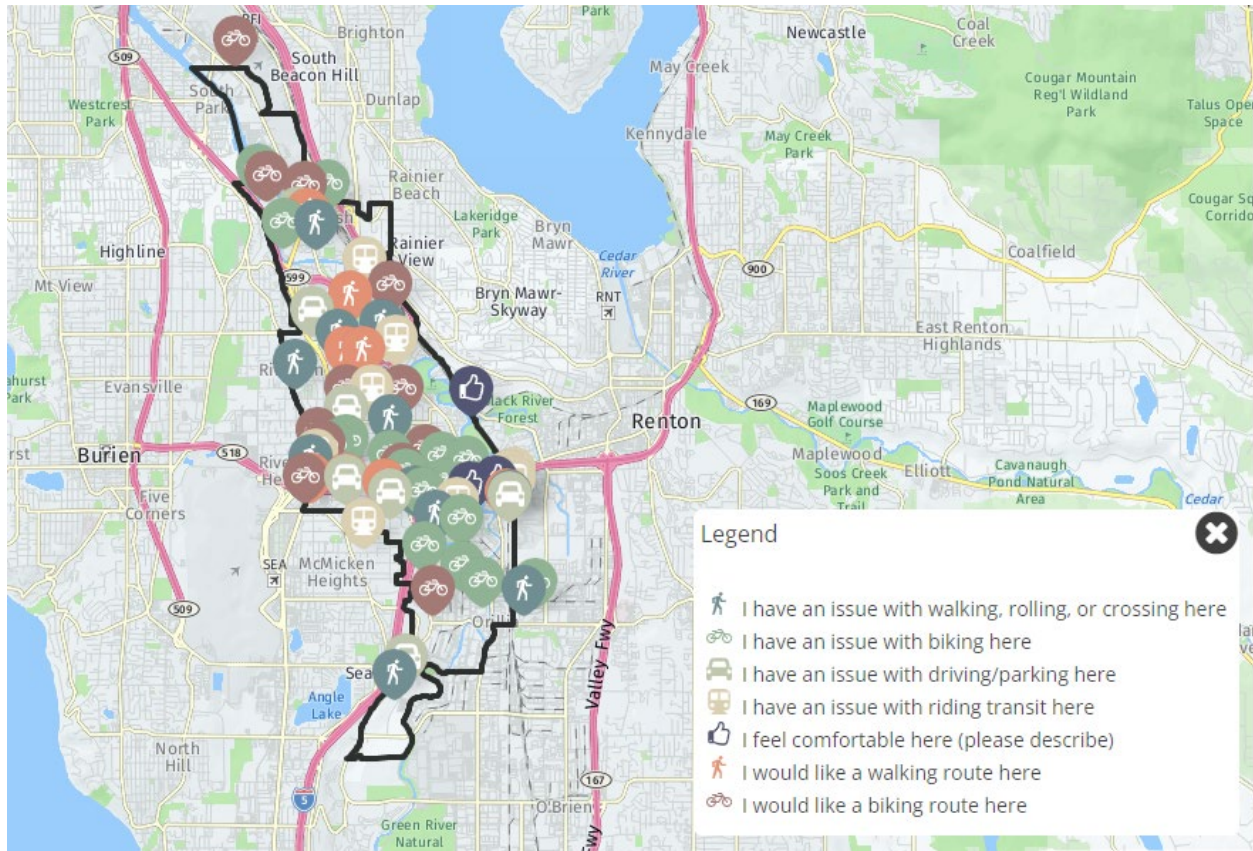 Park
BFI
Brighton
Newcastle
Coal
Creek
509
South
Beacon Hill
May Creek
South
Park
Cougar Mountain
Reg'l Wildland
Park
Westcrest
Park
Dunlap
Talus Open
Space
Kennydale
May Creek
Park
Rainier
Beach
Cougar Sq
Corrido
Lakeridge
Park
Bryn
Mawr
Highline
Rainier
View
Cedar
River
Coalfield
599
900
Mt View
Bryn Mawr-
Skyway
RNT
East Renton
Highlands
Evansville
ahurst
Park
Black River
Forest
169
Maplewood
Golf Course
Renton
Burien
518
Maplewood
Elliott
Soos Creek
Park and
Trail
Cavanaugh
Pond Natural
Area
Cedar
Five
Corners
SEA
McMicken
Heights
509
Orilli
Valley Fwy
Sea
Angle
Lake
North
Hill
5
167
O'Brien
Green River
Natural
Fwy
Legend
I have an issue with walking, rolling, or crossing here
I have an issue with biking here
I have an issue with driving/parking here
I have an issue with riding transit here
I feel comfortable here (please describe)
I would like a walking route here
I would like a biking route here